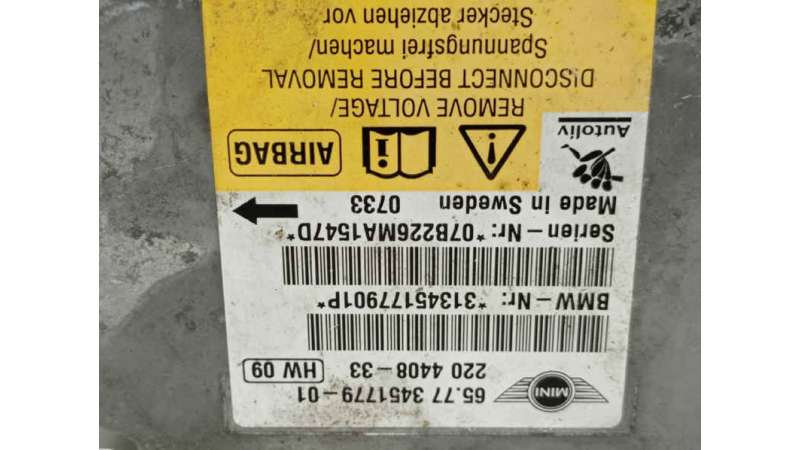 MINI 65.77 3451779-01
220 4408-33 HW 09
BMW-Nr: *31345177901P*
Serien-Nr: *07B226MA1547D*
Made in Sweden 0733
Autoliv AIRBAG
REMOVE VOLTAGE/
DISCONNECT BEFORE REMOVAL
Spannungsfrei machen/
Stecker abziehen vor